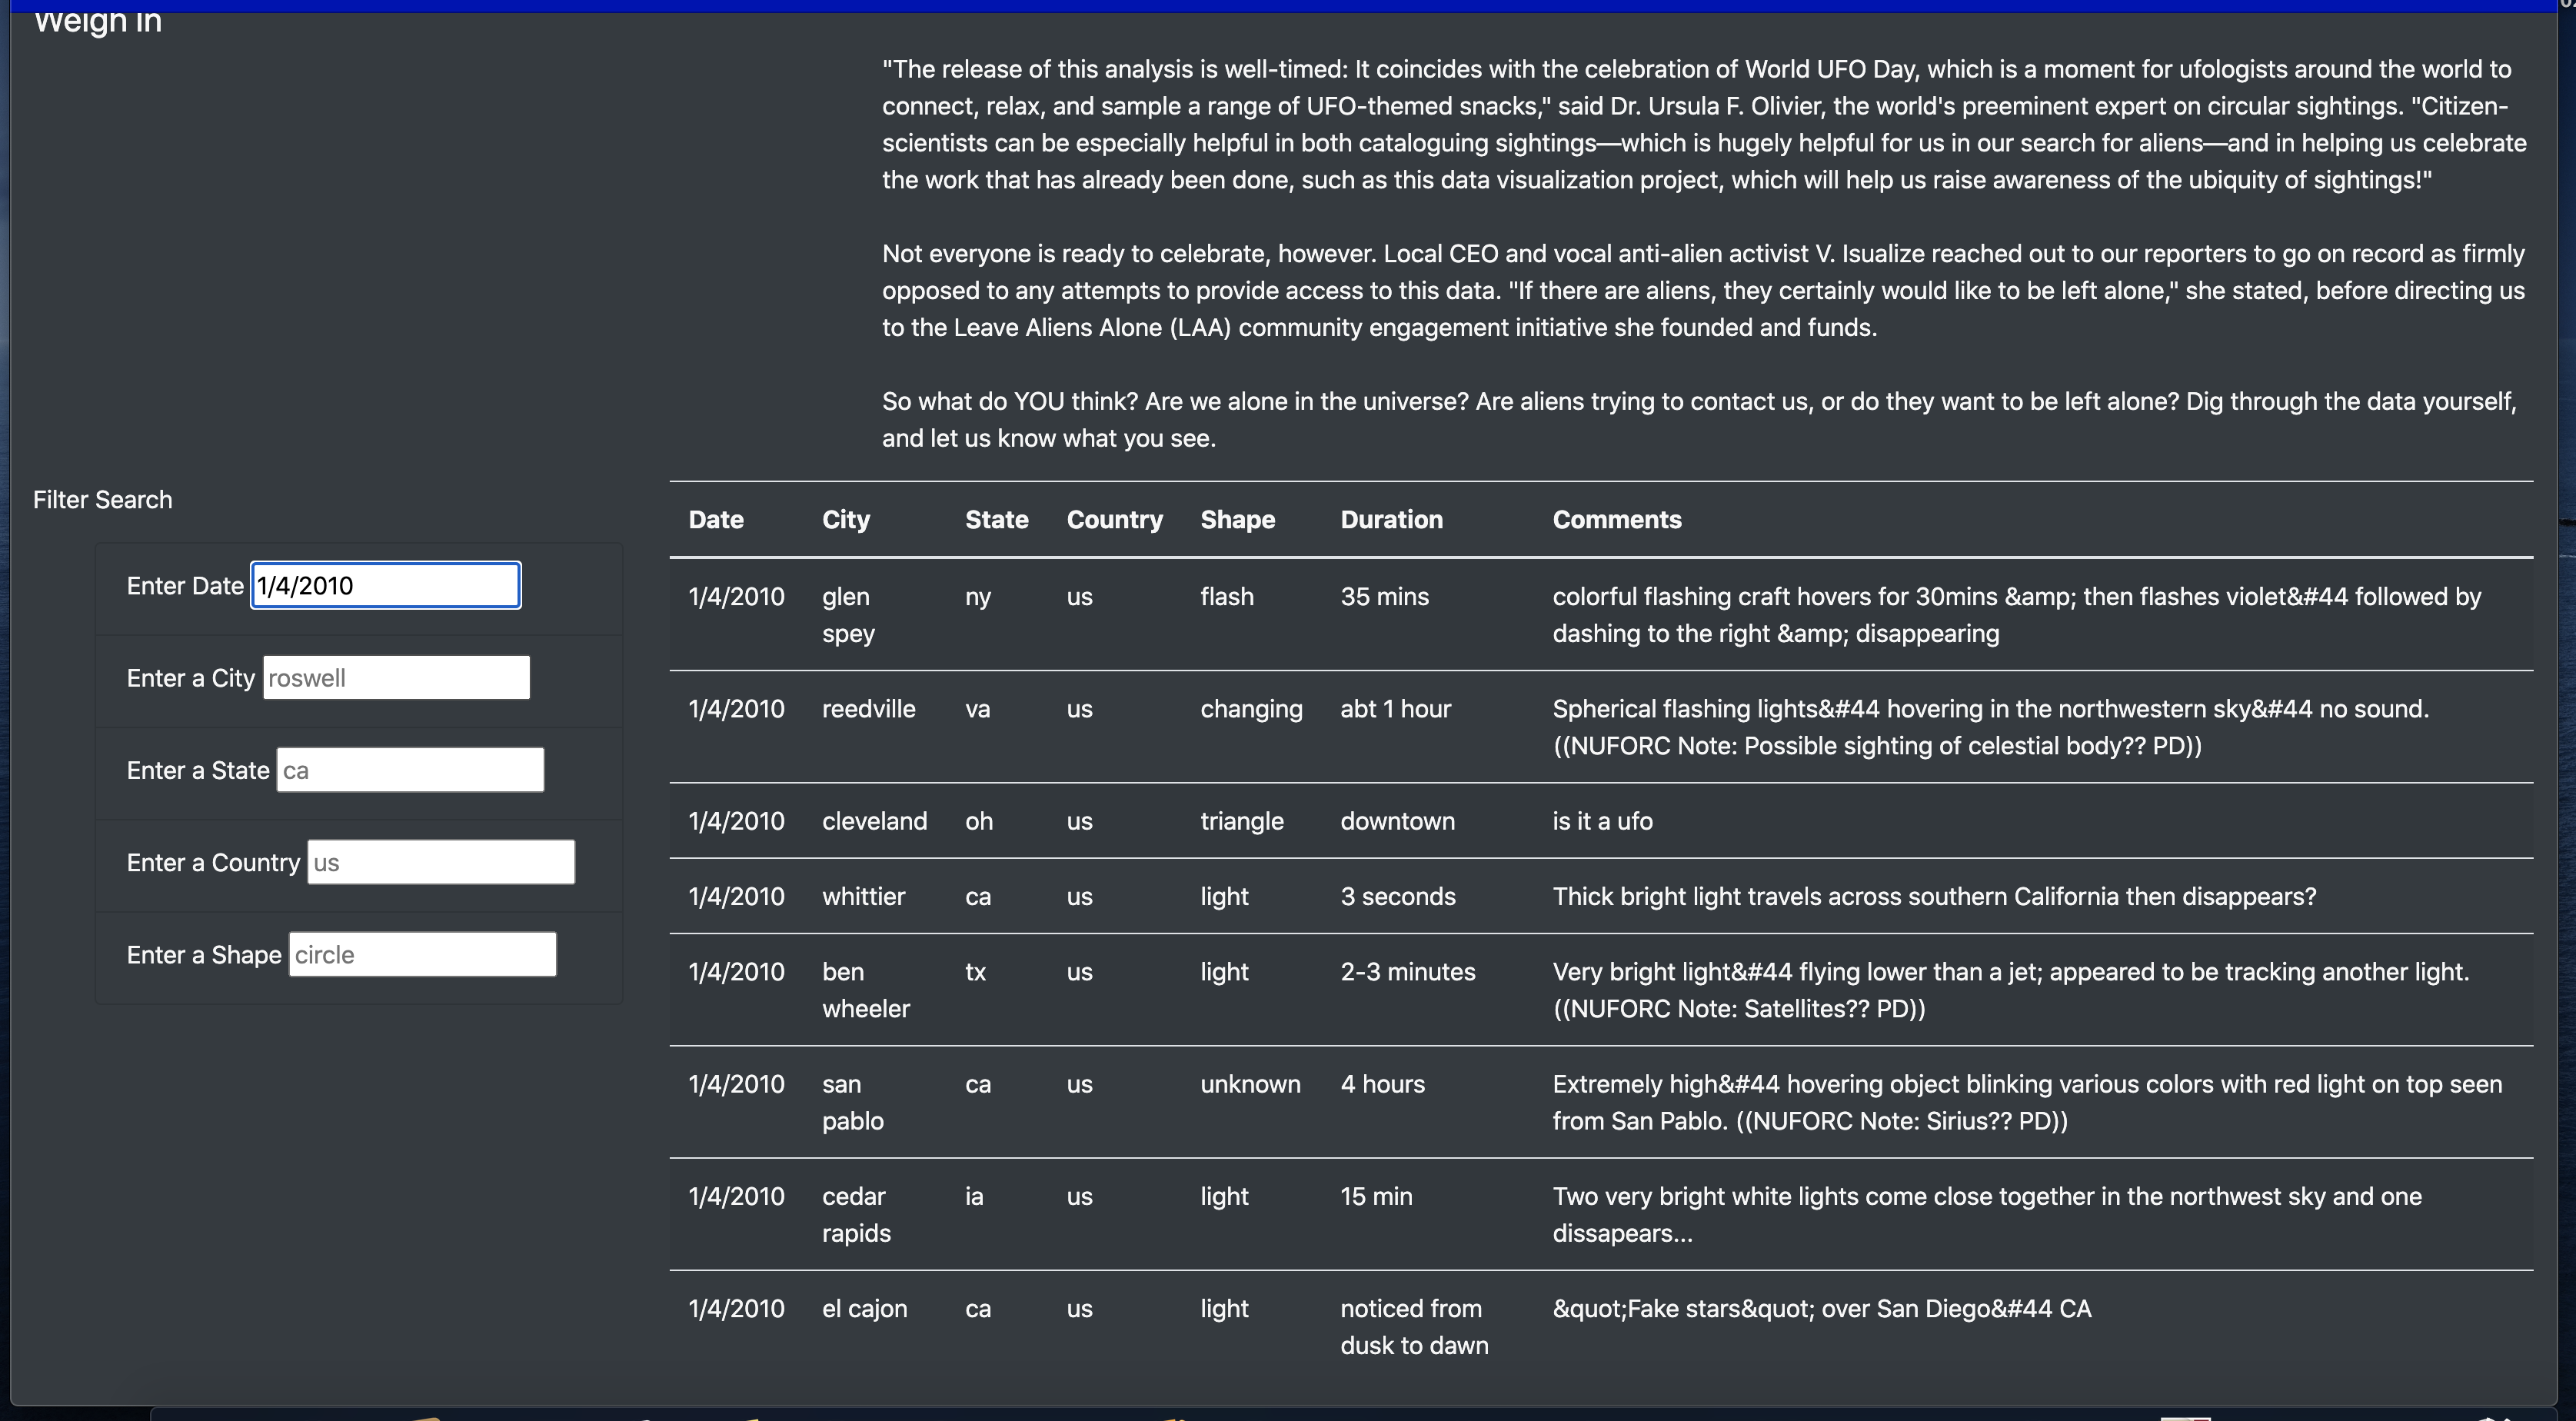 Weigh In
"The release of this analysis is well-timed: It coincides with the celebration of World UFO Day, which is a moment for ufologists around the world to
connect, relax, and sample a range of UFO-themed snacks," said Dr. Ursula F. Olivier, the world's preeminent expert on circular sightings. "Citizen-
scientists can be especially helpful in both cataloguing sightings—which is hugely helpful for us in our search for aliens—and in helping us celebrate
the work that has already been done, such as this data visualization project, which will help us raise awareness of the ubiquity of sightings!"
Not everyone is ready to celebrate, however. Local CEO and vocal anti-alien activist V. Isualize reached out to our reporters to go on record as firmly
opposed to any attempts to provide access to this data. "If there are aliens, they certainly would like to be left alone," she stated, before directing us
to the Leave Aliens Alone (LAA) community engagement initiative she founded and funds.
So what do YOU think? Are we alone in the universe? Are aliens trying to contact us, or do they want to be left alone? Dig through the data yourself,
and let us know what you see.
Filter Search
Enter Date 1/4/2010
Enter a City roswell
Enter a State ca
Enter a Country us
Enter a Shape circle
Date City State Country Shape Duration Comments
1/4/2010 glen ny us flash 35 mins colorful flashing craft hovers for 30mins &amp; then flashes violet&#44 followed by
spey dashing to the right &amp; disappearing
1/4/2010 reedville va us changing abt 1 hour Spherical flashing lights&#44 hovering in the northwestern sky&#44 no sound.
((NUFORC Note: Possible sighting of celestial body?? PD))
1/4/2010 cleveland oh us triangle downtown is it a ufo
1/4/2010 whittier ca us light 3 seconds Thick bright light travels across southern California then disappears?
1/4/2010 ben tx us light 2-3 minutes Very bright light&#44 flying lower than a jet; appeared to be tracking another light.
wheeler ((NUFORC Note: Satellites?? PD))
1/4/2010 san ca us unknown 4 hours Extremely high&#44 hovering object blinking various colors with red light on top seen
pablo from San Pablo. ((NUFORC Note: Sirius?? PD))
1/4/2010 cedar ia us light 15 min Two very bright white lights come close together in the northwest sky and one
rapids dissapears...
1/4/2010 el cajon ca us light noticed from &quot;Fake stars&quot; over San Diego&#44 CA
dusk to dawn